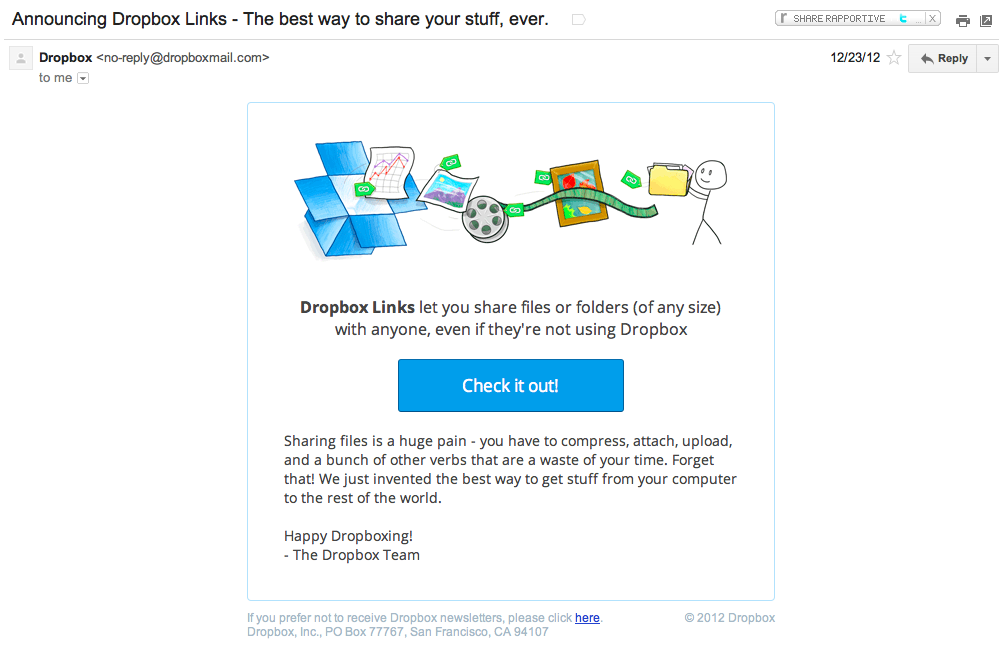 Announcing Dropbox Links - The best way to share your stuff, ever.
SHARE RAPPORTIVE
Dropbox <no-reply@dropboxmail.com>
12/23/12
Reply
to me
Dropbox Links let you share files or folders (of any size)
with anyone, even if they're not using Dropbox
Check it out!
Sharing files is a huge pain - you have to compress, attach, upload,
and a bunch of other verbs that are a waste of your time. Forget
that! We just invented the best way to get stuff from your computer
to the rest of the world.
Happy Dropboxing!
- The Dropbox Team
If you prefer not to receive Dropbox newsletters, please click here.
© 2012 Dropbox
Dropbox, Inc., PO Box 77767, San Francisco, CA 94107